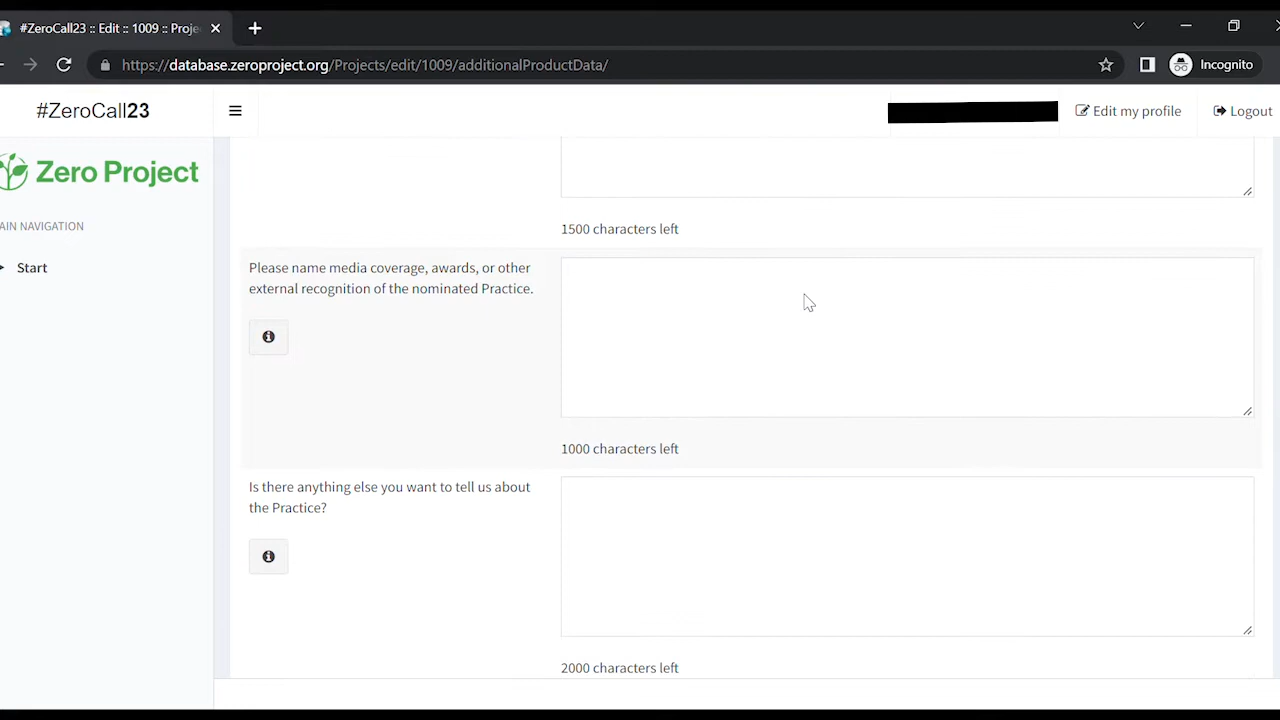 #ZeroCall23 :: Edit :: 1009 :: Proje
https://database.zeroproject.org/Projects/edit/1009/additionalProductData/
Incognito
#ZeroCall23
Edit my profile
Logout
Zero Project
AIN NAVIGATION
Start
1500 characters left
Please name media coverage, awards, or other
external recognition of the nominated Practice.
1000 characters left
Is there anything else you want to tell us about
the Practice?
2000 characters left